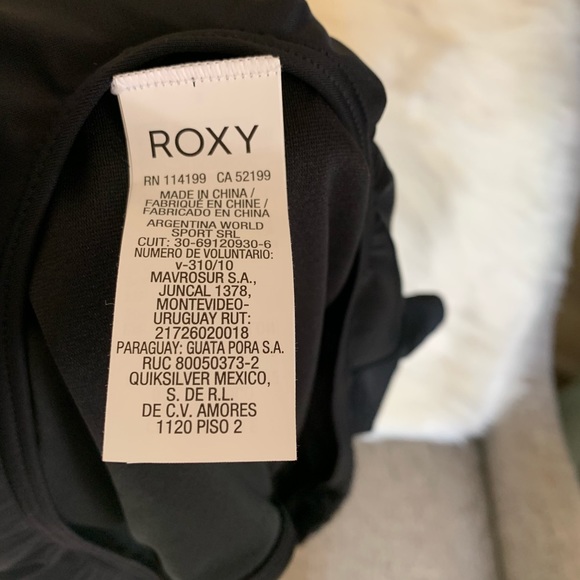 ROXY
RN 114199 CA 52199
MADE IN CHINA /
FABRIQUÉ EN CHINE /
FABRICADO EN CHINA
ARGENTINA WORLD
SPORT SRL
CUIT: 30-69120930-6
NUMERO DE VOLUNTARIO:
v-310/10
MAVROSUR S.A.,
JUNCAL 1378,
MONTEVIDEO-
URUGUAY RUT:
21726020018
PARAGUAY: GUATA PORA S.A.
RUC 80050373-2
QUIKSILVER MEXICO,
S. DE R.L.
DE C.V. AMORES
1120 PISO 2